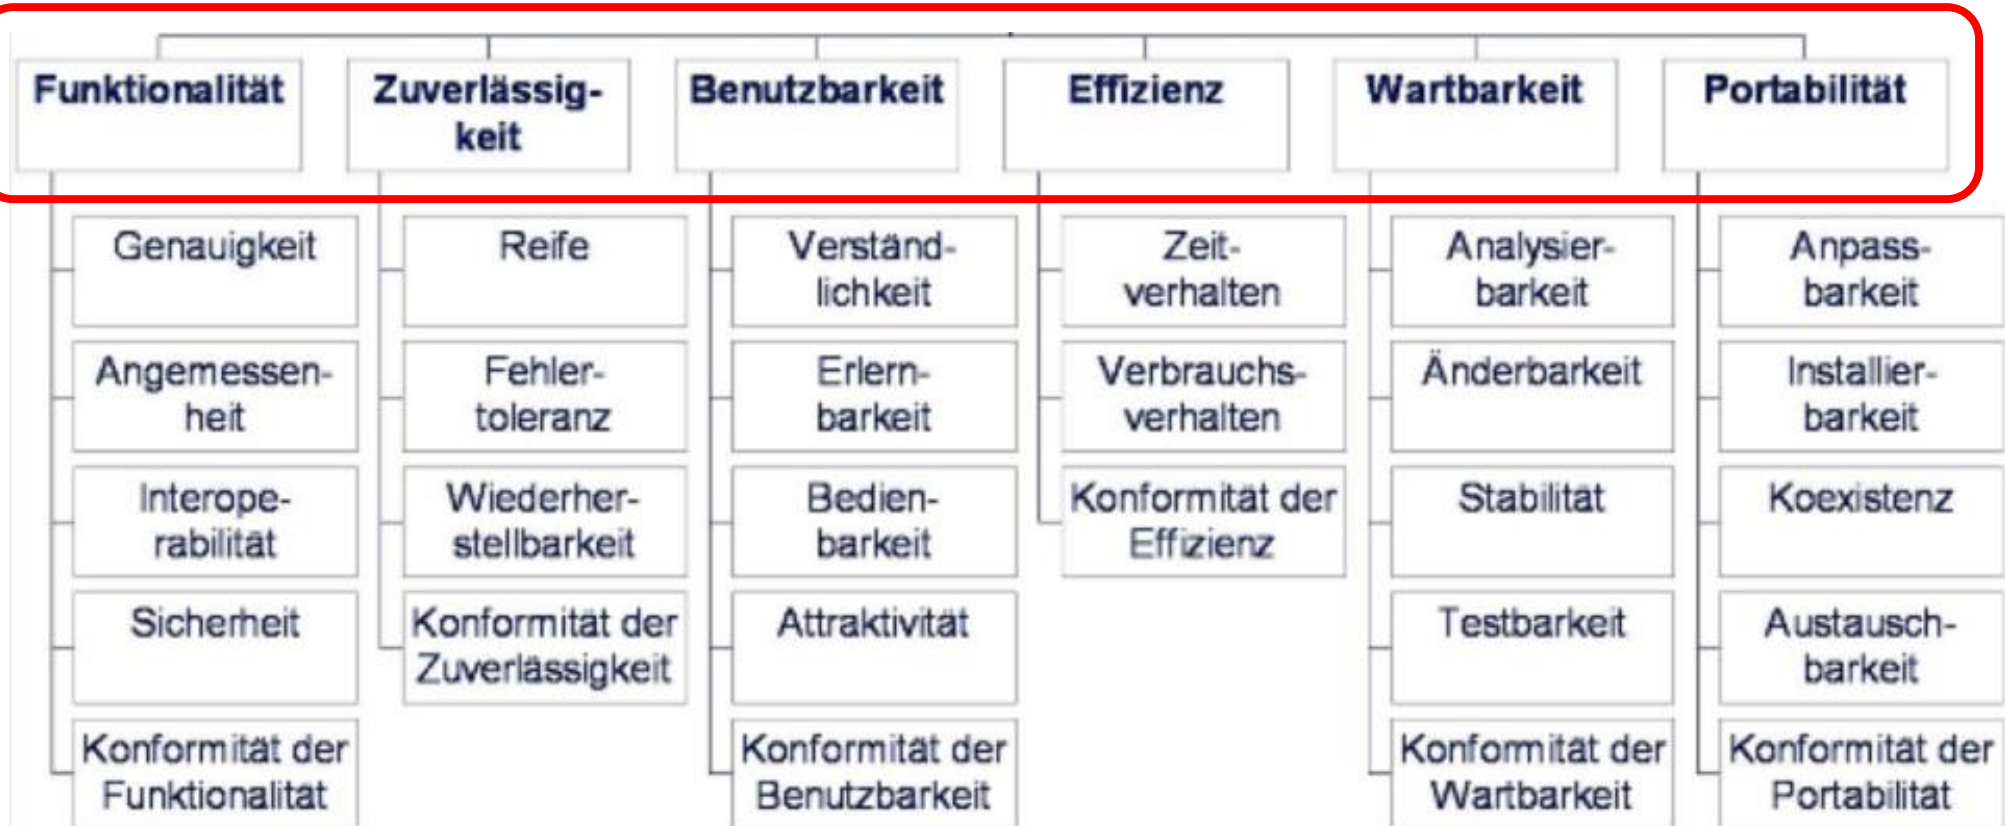 Funktionalität
Zuverlässig-
keit
Benutzbarkeit
Effizienz
Wartbarkeit
Portabilität
Genauigkeit
Reife
Verständ-
lichkeit
Zeit-
verhalten
Analysier-
barkeit
Anpass-
barkeit
Angemessen-
heit
Fehler-
toleranz
Erlern-
barkeit
Verbrauchs-
verhalten
Änderbarkeit
Installier-
barkeit
Interope-
rabilität
Wiederher-
stellbarkeit
Bedien-
barkeit
Konformität der
Effizienz
Stabilität
Koexistenz
Sicherheit
Konformität der
Zuverlässigkeit
Attraktivität
Testbarkeit
Austausch-
barkeit
Konformität der
Funktionalität
Konformität der
Benutzbarkeit
Konformität der
Wartbarkeit
Konformität der
Portabilität